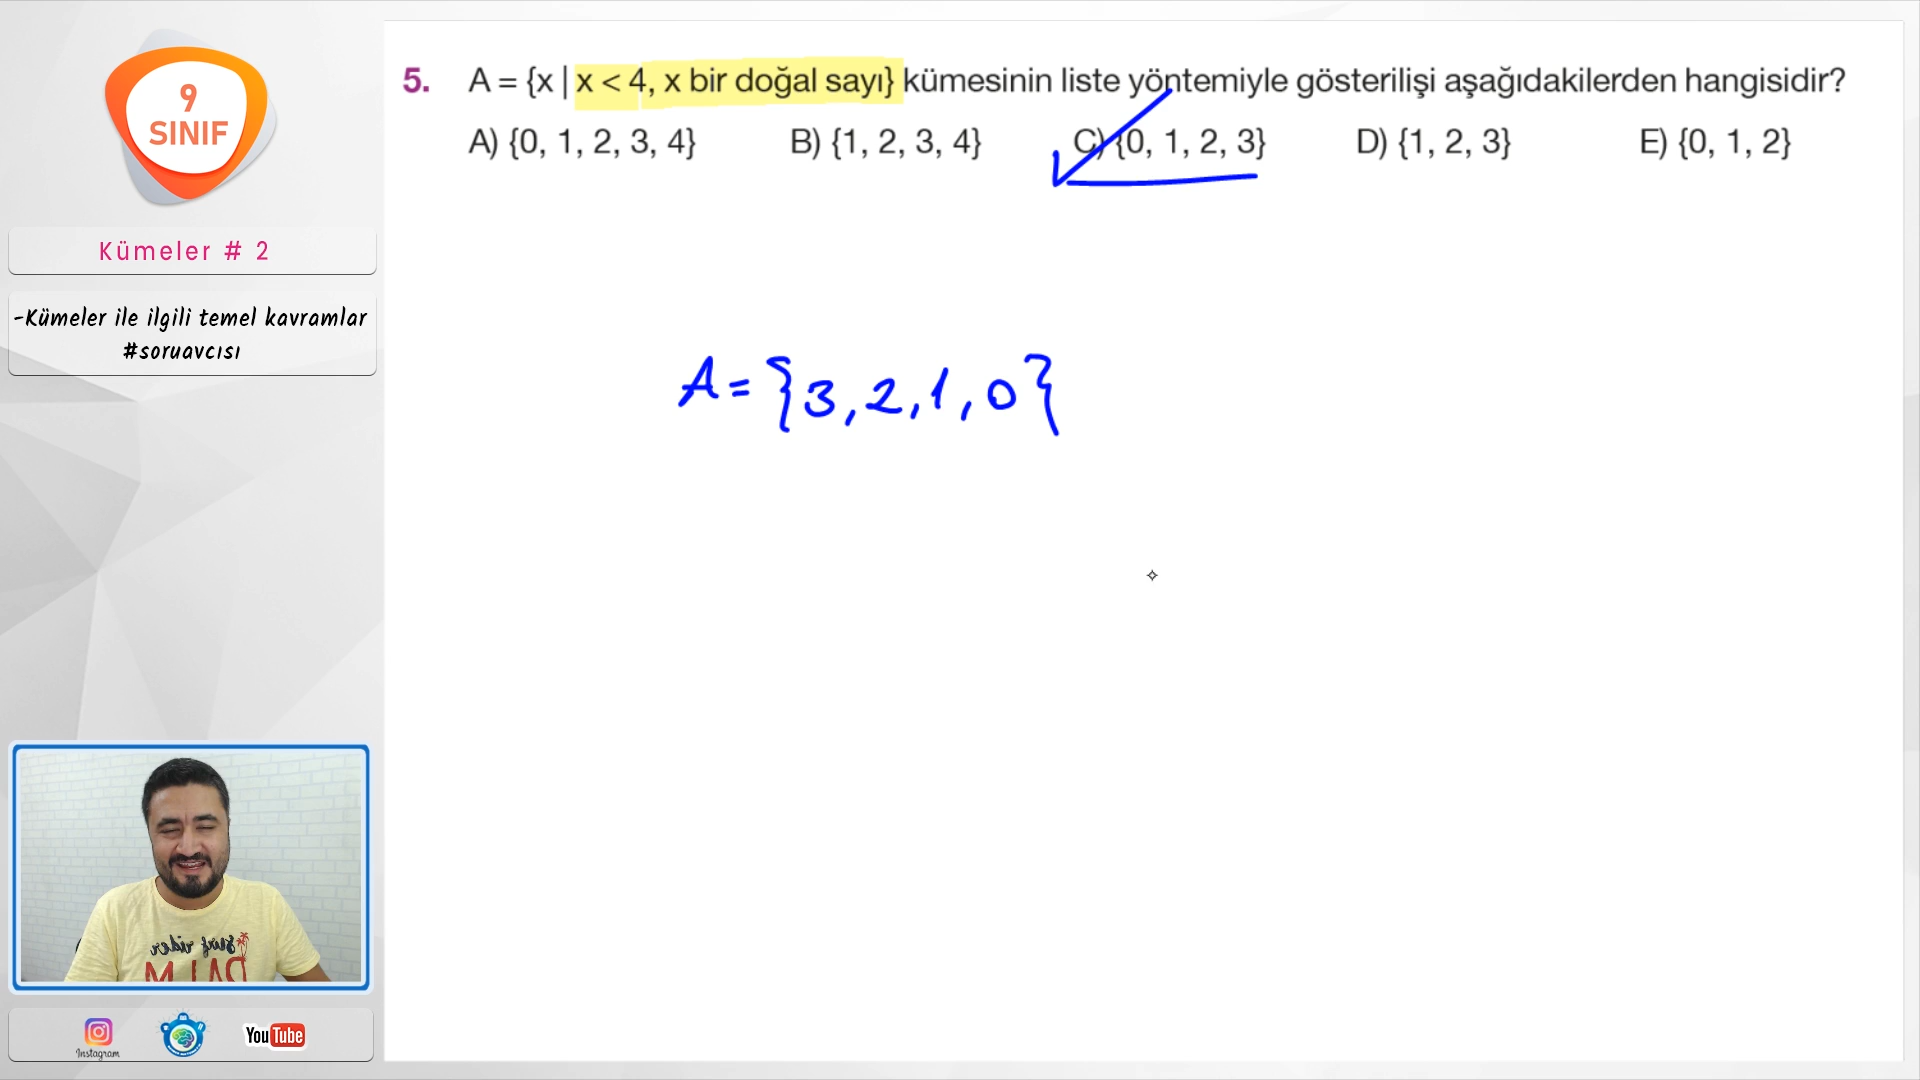 9
SINIF
Kümeler # 2
-Kümeler ile ilgili temel kavramlar
#soruavcısı
5. A = {x | x < 4, x bir doğal sayı} kümesinin liste yöntemiyle gösterilişi aşağıdakilerden hangisidir?
A) {0, 1, 2, 3, 4} B) {1, 2, 3, 4} C) {0, 1, 2, 3} D) {1, 2, 3} E) {0, 1, 2}
A = {3, 2, 1, 0}
Surf rider
Instagram
YouTube